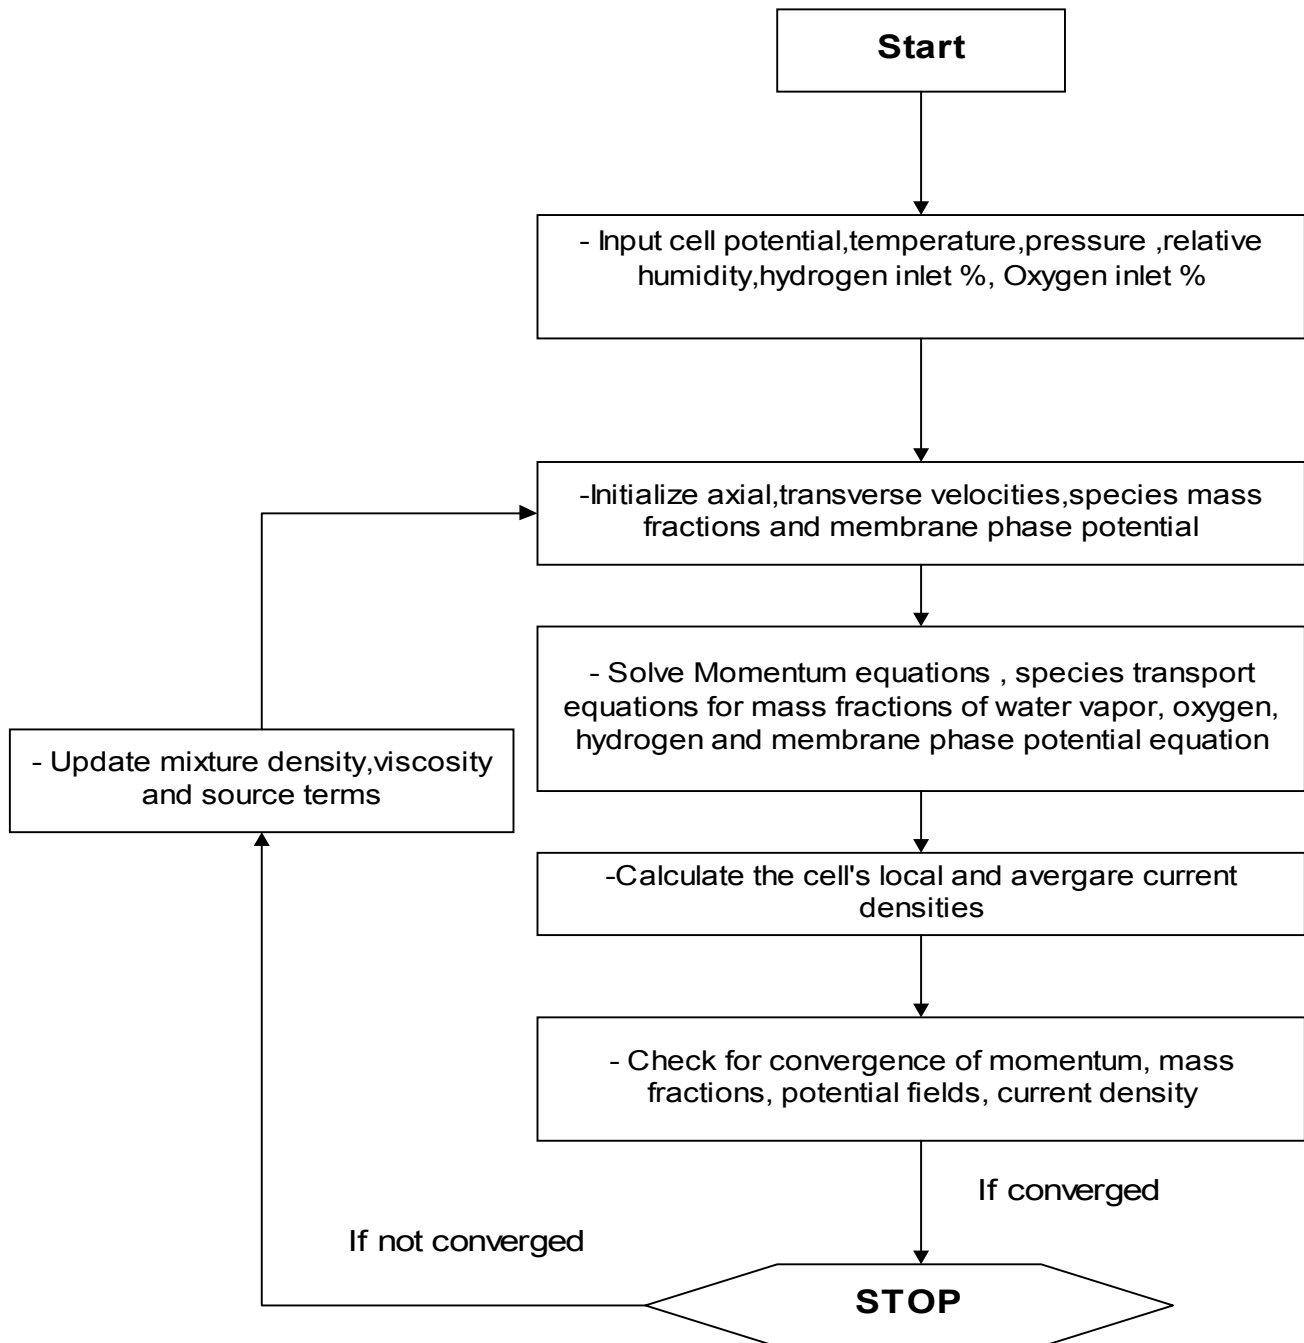 Start
- Input cell potential,temperature,pressure ,relative
humidity,hydrogen inlet %, Oxygen inlet %
-Initialize axial,transverse velocities,species mass
fractions and membrane phase potential
- Solve Momentum equations , species transport
equations for mass fractions of water vapor, oxygen,
hydrogen and membrane phase potential equation
- Update mixture density,viscosity
and source terms
-Calculate the cell's local and avergare current
densities
- Check for convergence of momentum, mass
fractions, potential fields, current density
If converged
If not converged
STOP